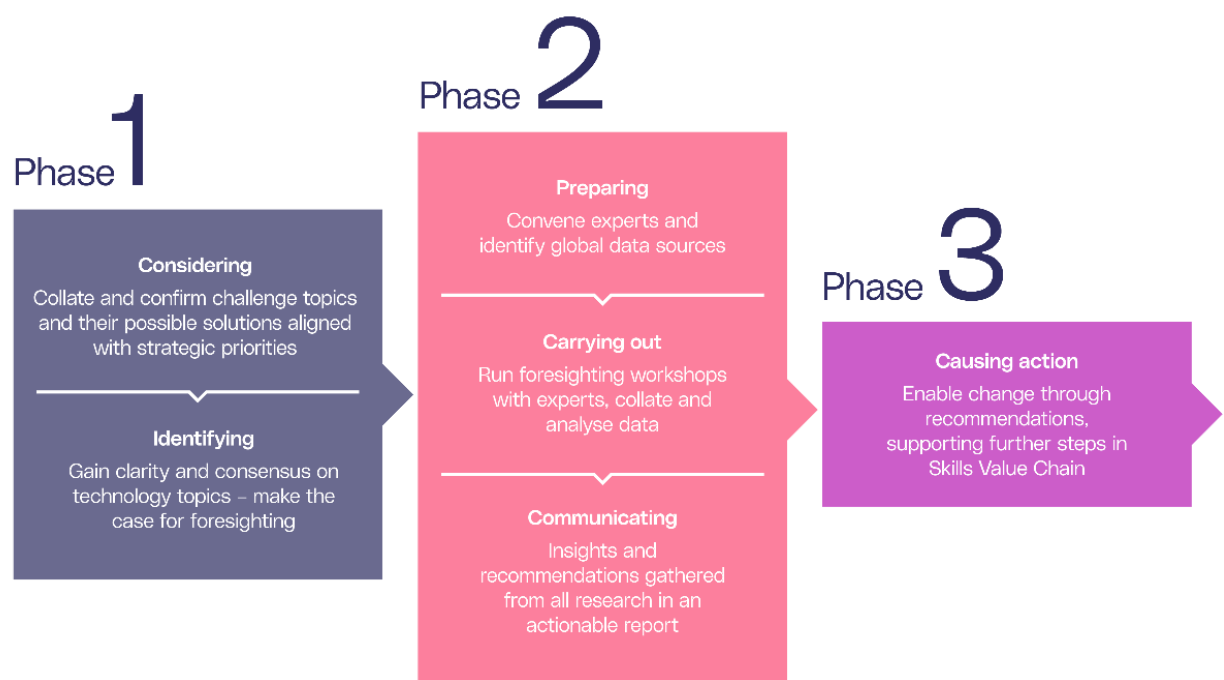 Phase 1
Considering
Collate and confirm challenge topics
and their possible solutions aligned
with strategic priorities
Identifying
Gain clarity and consensus on
technology topics – make the
case for foresighting
Phase 2
Preparing
Convene experts and
identify global data sources
Carrying out
Run foresighting workshops
with experts, collate and
analyse data
Communicating
Insights and
recommendations gathered
from all research in an
actionable report
Phase 3
Causing action
Enable change through
recommendations,
supporting further steps in
Skills Value Chain